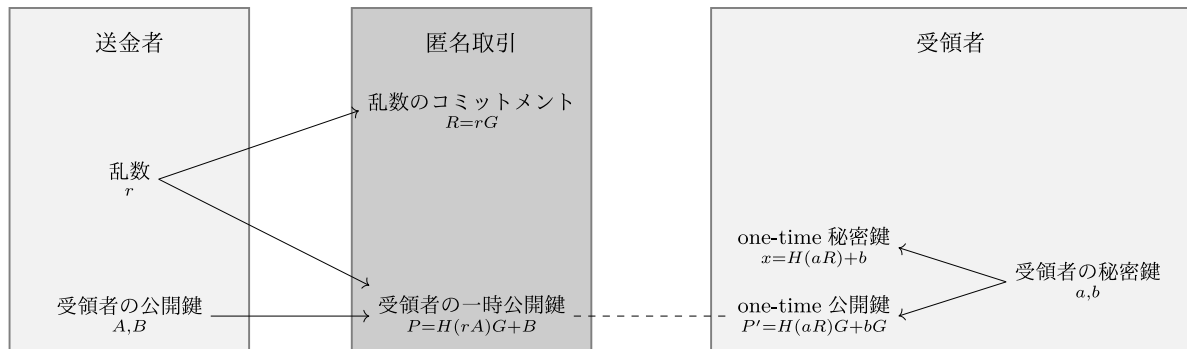 送金者
匿名取引
受領者
乱数のコミットメント
R=rG
乱数
r
one-time 秘密鍵
x=H(aR)+b
受領者の秘密鍵
a,b
受領者の公開鍵
A,B
受領者の一時公開鍵
P=H(rA)G+B
one-time 公開鍵
P′=H(aR)G+bG